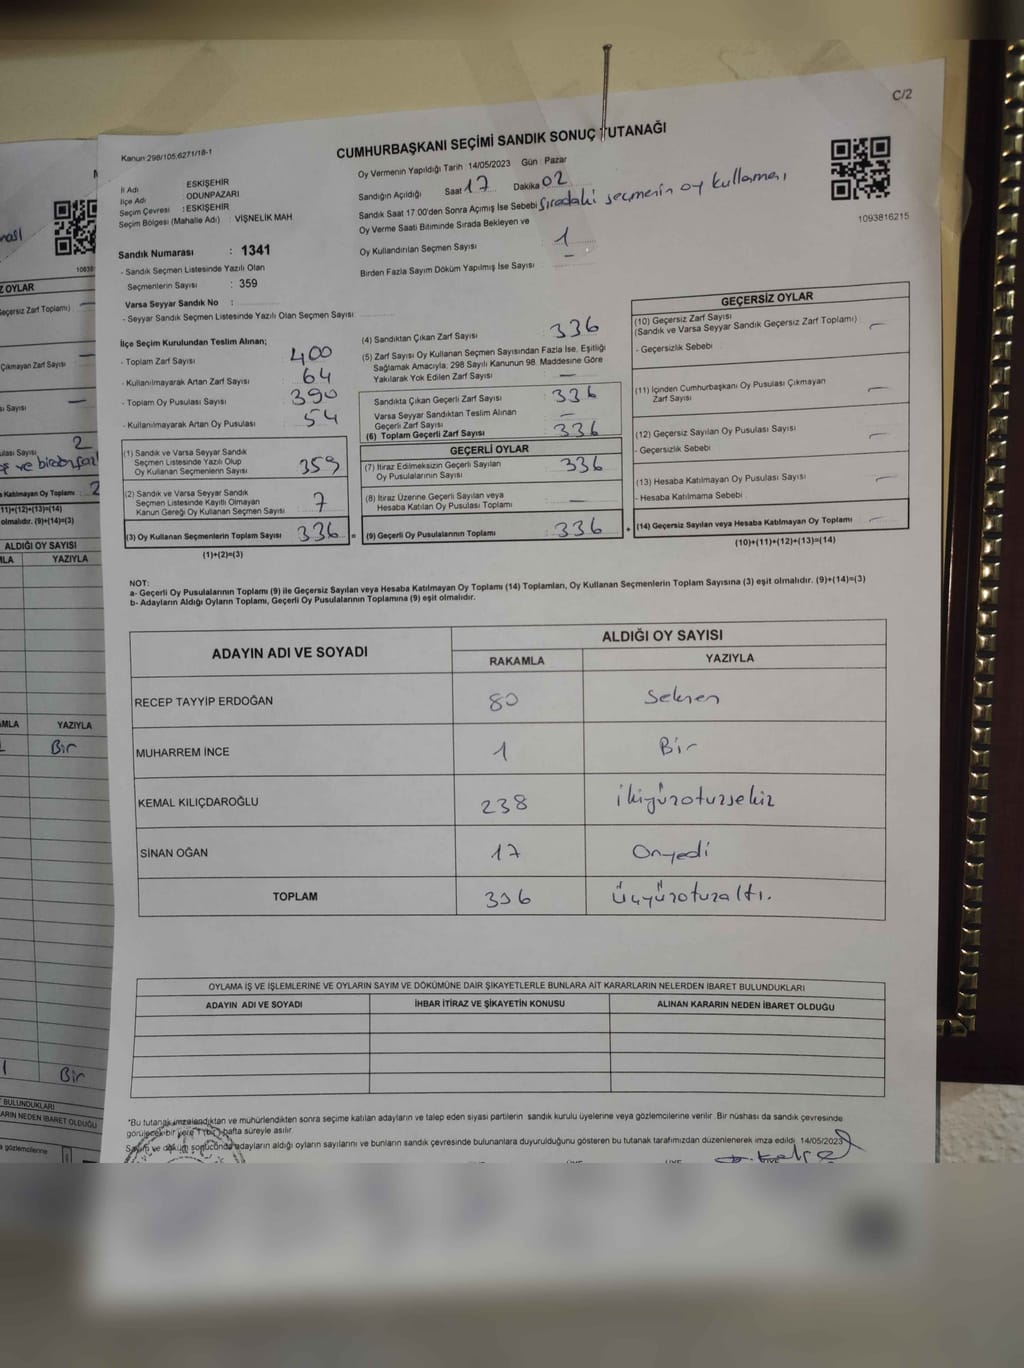 C/2
Kanun 298/105;6271/18-1
CUMHURBAŞKANI SEÇİMİ SANDIK SONUÇ TUTANAĞI
İl Adı : ESKİŞEHİR
İlçe Adı : ODUNPAZARI
Seçim Çevresi : ESKİŞEHİR
Seçim Bölgesi (Mahalle Adı) : VİŞNELİK MAH
Oy Vermenin Yapıldığı Tarih : 14/05/2023 Gün : Pazar
Sandığın Açıldığı Saat 17 Dakika 02
Sandık Saat 17:00'den Sonra Açılmış İse Sebebi Sıradaki seçmenin oy kullaması
Oy Verme Saati Bitiminde Sırada Bekleyen ve
Oy Kullandırılan Seçmen Sayısı : 1
Birden Fazla Sayım Döküm Yapılmış İse Sayısı : —
1093816215
Sandık Numarası : 1341
- Sandık Seçmen Listesinde Yazılı Olan
Seçmenlerin Sayısı : 359
Varsa Seyyar Sandık No :
- Seyyar Sandık Seçmen Listesinde Yazılı Olan Seçmen Sayısı
İlçe Seçim Kurulundan Teslim Alınan;
- Toplam Zarf Sayısı : 400
- Kullanılmayarak Artan Zarf Sayısı : 64
- Toplam Oy Pusulası Sayısı : 390
- Kullanılmayarak Artan Oy Pusulası : 54
(1) Sandık ve Varsa Seyyar Sandık
Seçmen Listesinde Yazılı Olup
Oy Kullanan Seçmenlerin Sayısı : 359
(2) Sandık ve Varsa Seyyar Sandık
Seçmen Listesinde Kayıtlı Olmayan
Kanun Gereği Oy Kullanan Seçmen Sayısı : 7
(3) Oy Kullanan Seçmenlerin Toplam Sayısı : 336 =
(1)+(2)=(3)
(4) Sandıktan Çıkan Zarf Sayısı : 336
(5) Zarf Sayısı Oy Kullanan Seçmen Sayısından Fazla İse, Eşitliği
Sağlamak Amacıyla; 298 Sayılı Kanunun 98. Maddesine Göre
Yakılarak Yok Edilen Zarf Sayısı : —
Sandıkta Çıkan Geçerli Zarf Sayısı : 336
Varsa Seyyar Sandıktan Teslim Alınan
Geçerli Zarf Sayısı : —
(6) Toplam Geçerli Zarf Sayısı : 336
GEÇERLİ OYLAR
(7) İtiraz Edilmeksizin Geçerli Sayılan
Oy Pusulalarının Sayısı : 336
(8) İtiraz Üzerine Geçerli Sayılan veya
Hesaba Katılan Oy Pusulası Toplamı : —
(9) Geçerli Oy Pusulalarının Toplamı : 336 +
GEÇERSİZ OYLAR
(10) Geçersiz Zarf Sayısı
(Sandık ve Varsa Seyyar Sandık Geçersiz Zarf Toplamı) : —
- Geçersizlik Sebebi :
(11) İçinden Cumhurbaşkanı Oy Pusulası Çıkmayan
Zarf Sayısı : —
(12) Geçersiz Sayılan Oy Pusulası Sayısı : —
- Geçersizlik Sebebi :
(13) Hesaba Katılmayan Oy Pusulası Sayısı : —
- Hesaba Katılmama Sebebi :
(14) Geçersiz Sayılan veya Hesaba Katılmayan Oy Toplamı : —
(10)+(11)+(12)+(13)=(14)
NOT:
a- Geçerli Oy Pusulasının Toplamı (9) ile Geçersiz Sayılan veya Hesaba Katılmayan Oy Toplamı (14) Toplamları, Oy Kullanan Seçmenlerin Toplam Sayısına (3) eşit olmalıdır. (9)+(14)=(3)
b- Adayların Aldığı Oyların Toplamı, Geçerli Oy Pusulalarının Toplamına (9) eşit olmalıdır.
ADAYIN ADI VE SOYADI ALDIĞI OY SAYISI
RAKAMLA YAZIYLA
RECEP TAYYİP ERDOĞAN 80 Seksen
MUHARREM İNCE 1 Bir
KEMAL KILIÇDAROĞLU 238 ikiyüzotuzsekiz
SİNAN OĞAN 17 Onyedi
TOPLAM 336 Üçyüzotuzaltı.
OYLAMA İŞ VE İŞLEMLERİNE VE OYLARIN SAYIM VE DÖKÜMÜNE DAİR ŞİKAYETLERLE BUNLARA AİT KARARLARIN NELERDEN İBARET BULUNDUKLARI
ADAYIN ADI VE SOYADI İHBAR İTİRAZ VE ŞİKAYETİN KONUSU ALINAN KARARIN NEDEN İBARET OLDUĞU
*Bu tutanak imzalandıktan ve mühürlendikten sonra seçime katılan adayların ve talep eden siyasi partilerin sandık kurulu üyelerine veya gözlemcilerine verilir. Bir nüshası da sandık çevresinde
görülecek bir yere 1 (bir) hafta süreyle asılır.
Sayım ve döküm sonucunda adayların aldığı oyların sayılarını ve bunların sandık çevresinde bulunanlara duyurulduğunu gösteren bu tutanak tarafımızdan düzenlenerek imza edildi. 14/05/2023
Z OYLAR
Geçersiz Zarf Toplamı) —
Çıkmayan Zarf Sayısı —
Sayısı —
2
Katılmayan Oy Toplamı 2
11)+(12)+(13)=(14)
olmalıdır. (9)+(14)=(3)
ALDIĞI OY SAYISI
YAZIYLA
YAZIYLA
Bir
Bir
BULUNDUKLARI
ARIN NEDEN İBARET OLDUĞU
gözlemcilerine